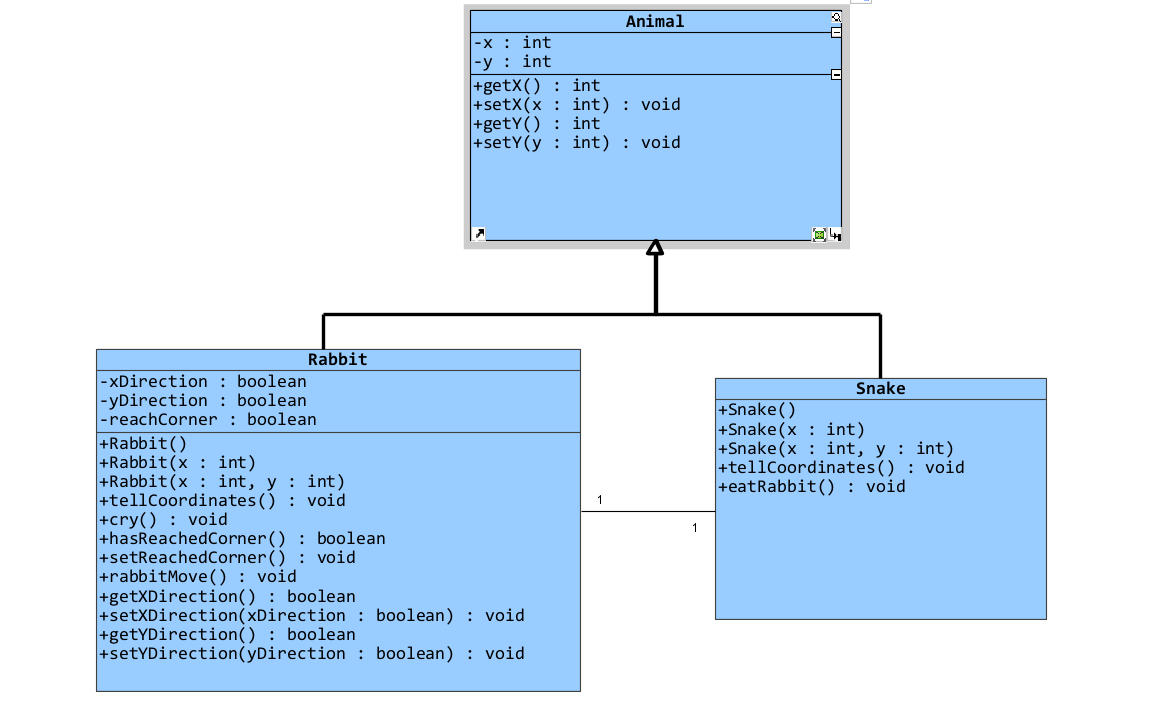 Animal
-x : int
-y : int
+getX() : int
+setX(x : int) : void
+getY() : int
+setY(y : int) : void
Rabbit
-xDirection : boolean
-yDirection : boolean
-reachCorner : boolean
+Rabbit()
+Rabbit(x : int)
+Rabbit(x : int, y : int)
+tellCoordinates() : void
+cry() : void
+hasReachedCorner() : boolean
+setReachedCorner() : void
+rabbitMove() : void
+getXDirection() : boolean
+setXDirection(xDirection : boolean) : void
+getYDirection() : boolean
+setYDirection(yDirection : boolean) : void
1
1
Snake
+Snake()
+Snake(x : int)
+Snake(x : int, y : int)
+tellCoordinates() : void
+eatRabbit() : void